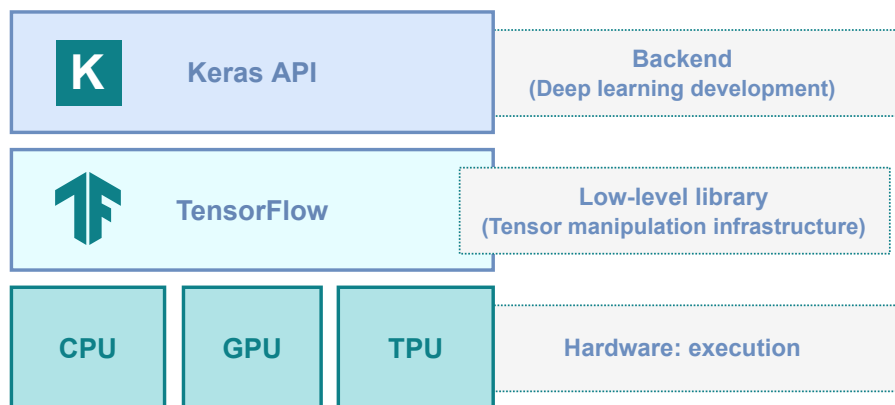 K
Keras API
Backend
(Deep learning development)
TensorFlow
Low-level library
(Tensor manipulation infrastructure)
CPU
GPU
TPU
Hardware: execution